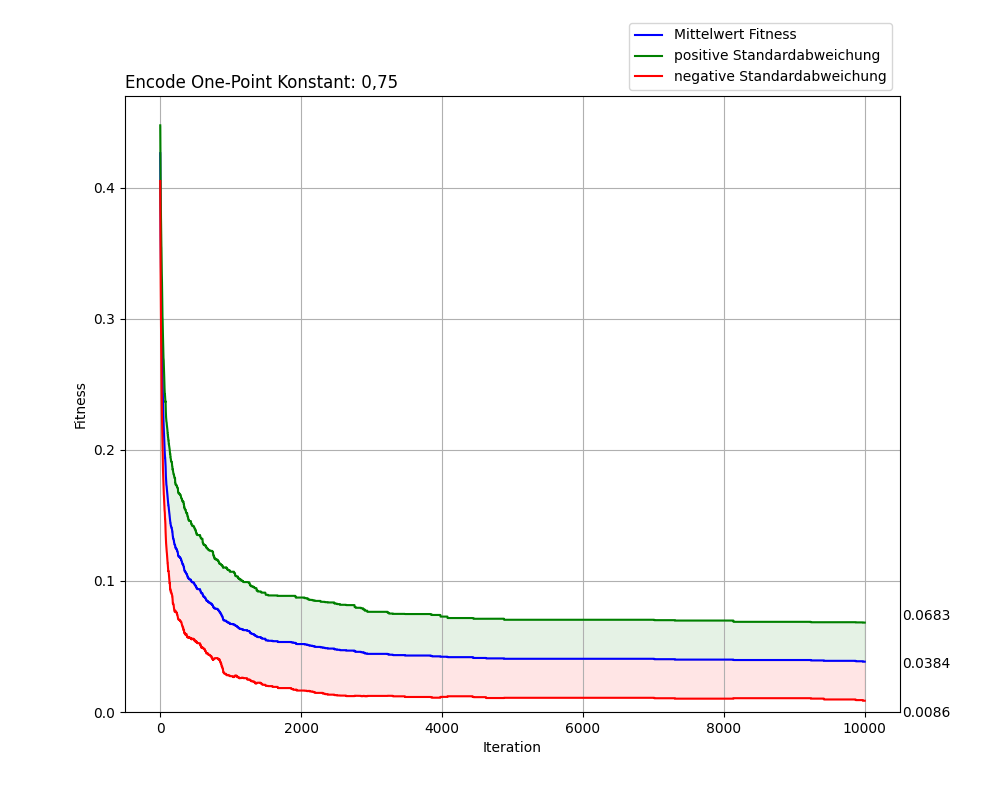 Mittelwert Fitness
positive Standardabweichung
negative Standardabweichung
Encode One-Point Konstant: 0,75
0.4
0.3
0.2
0.1
0.0
Fitness
0.0683
0.0384
0.0086
0 2000 4000 6000 8000 10000
Iteration